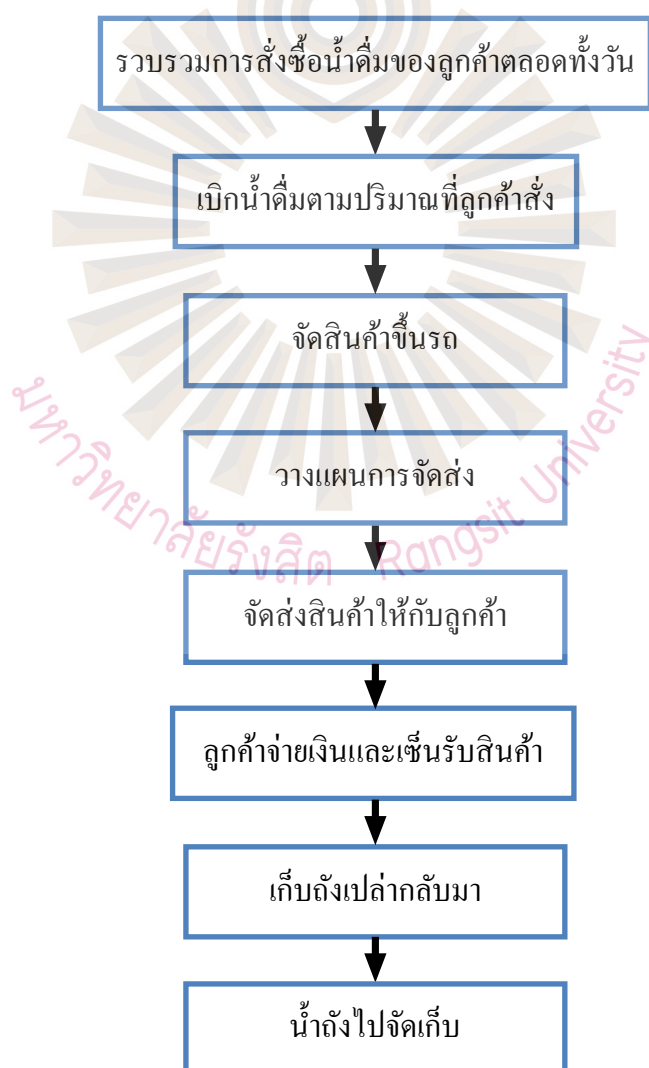 รวบรวมการสั่งซื้อน้ำดื่มของลูกค้าตลอดทั้งวัน
เบิกน้ำดื่มตามปริมาณที่ลูกค้าสั่ง
จัดสินค้าขึ้นรถ
วางแผนการจัดส่ง
มหาวิทยาลัยรังสิต Rangsit University
จัดส่งสินค้าให้กับลูกค้า
ลูกค้าจ่ายเงินและเซ็นรับสินค้า
เก็บถังเปล่ากลับมา
น้ำถังไปจัดเก็บ